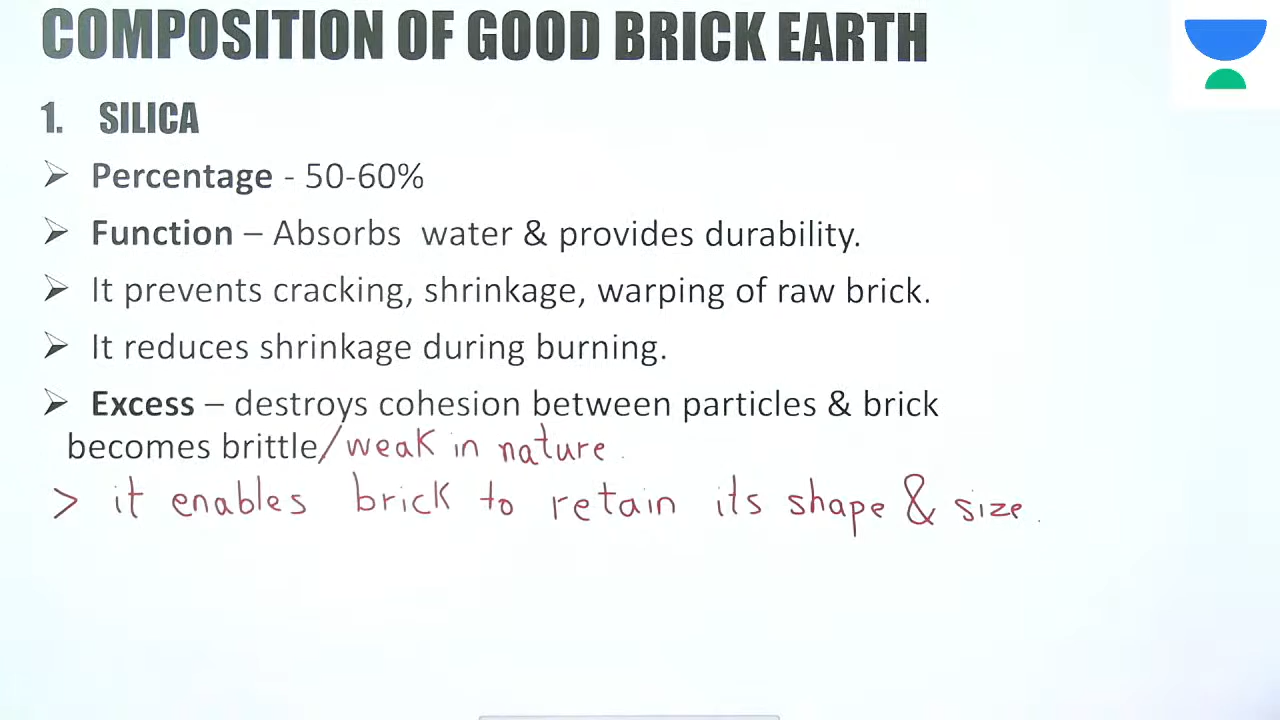 COMPOSITION OF GOOD BRICK EARTH
1. SILICA
➢ Percentage - 50-60%
➢ Function – Absorbs water & provides durability.
➢ It prevents cracking, shrinkage, warping of raw brick.
➢ It reduces shrinkage during burning.
➢ Excess – destroys cohesion between particles & brick
becomes brittle/weak in nature.
> it enables brick to retain its shape & size.